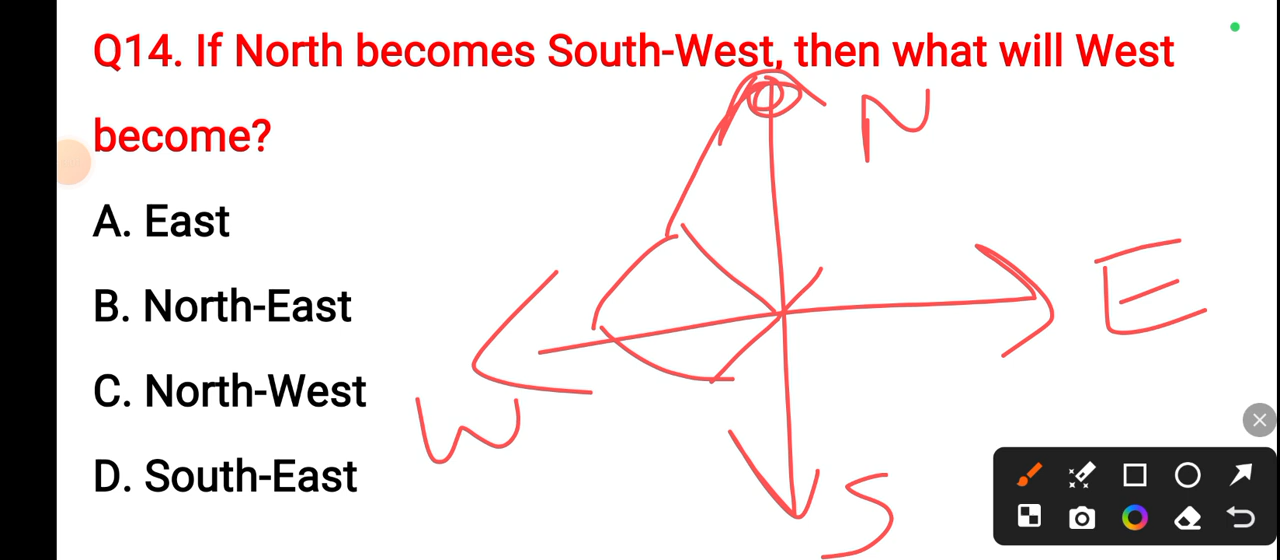 Q14. If North becomes South-West, then what will West
become?
N
A. East
E
B. North-East
C. North-West
W
D. South-East
S